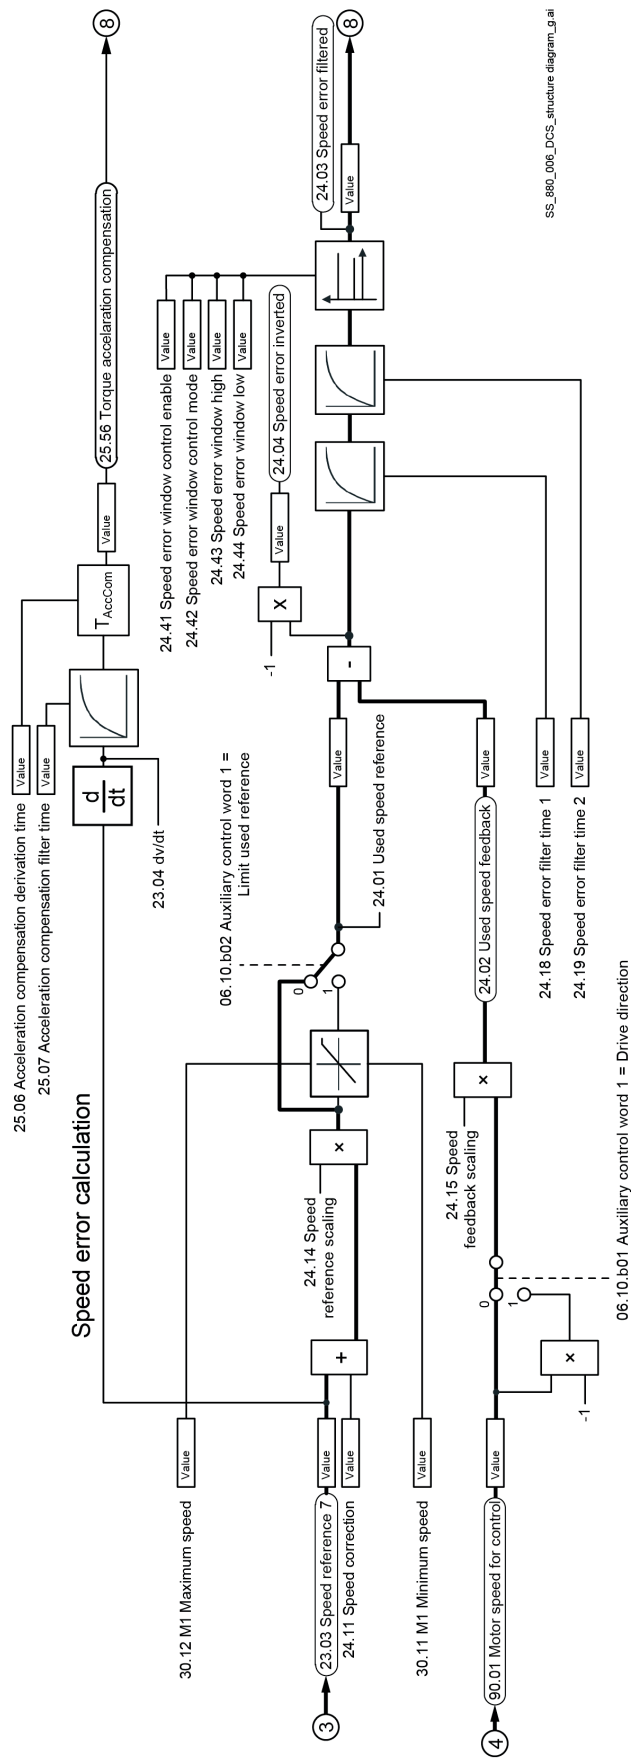 Speed error calculation
25.06 Acceleration compensation derivation time
Value
25.07 Acceleration compensation filter time
Value
d
dt
23.04 dv/dt
TAccCom
Value
25.56 Torque accelaration compensation
8
30.12 M1 Maximum speed
Value
3
23.03 Speed reference 7
Value
24.11 Speed correction
Value
30.11 M1 Minimum speed
Value
+
24.14 Speed
reference scaling
×
06.10.b02 Auxiliary control word 1 =
Limit used reference
0
1
24.01 Used speed reference
Value
-
-1
X
Value
24.04 Speed error inverted
24.41 Speed error window control enable
Value
24.42 Speed error window control mode
Value
24.43 Speed error window high
Value
24.44 Speed error window low
Value
24.03 Speed error filtered
Value
8
4
90.01 Motor speed for control
Value
-1
×
0
1
06.10.b01 Auxiliary control word 1 = Drive direction
24.15 Speed
feedback scaling
×
24.02 Used speed feedback
Value
24.18 Speed error filter time 1
Value
24.19 Speed error filter time 2
Value
SS_880_006_DCS_structure diagram_g.ai